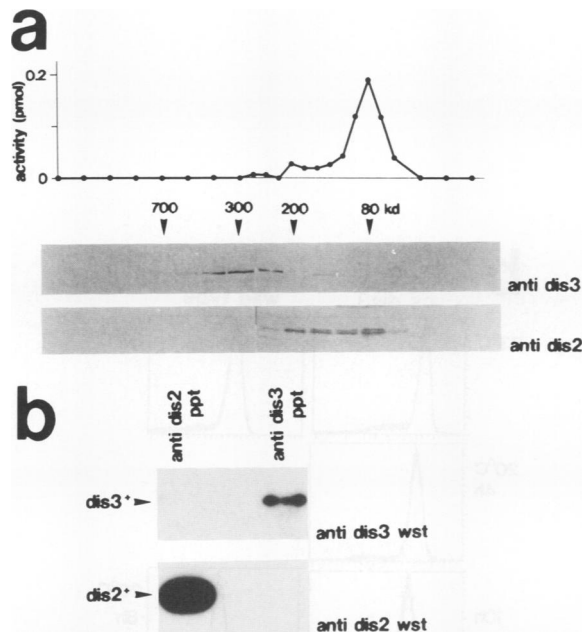 a
activity (pmol)
0.2
0
700 300 200 80 kd
anti dis3
anti dis2
b
anti dis2 ppt
anti dis3 ppt
dis3+
anti dis3 wst
dis2+
anti dis2 wst